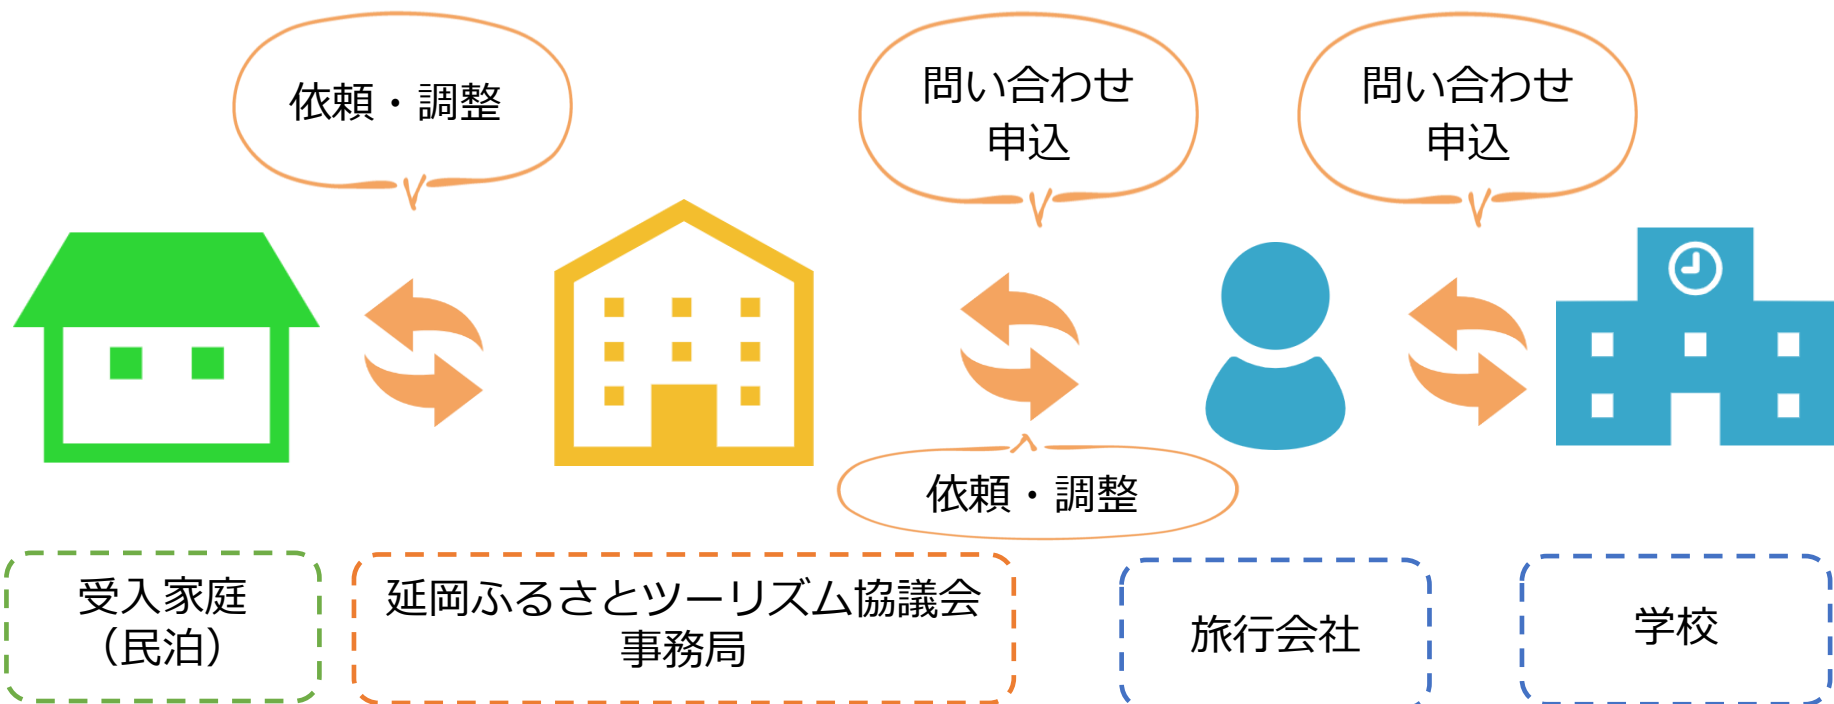 依頼・調整
問い合わせ
申込
問い合わせ
申込
依頼・調整
受入家庭
（民泊）
延岡ふるさとツーリズム協議会
事務局
旅行会社
学校